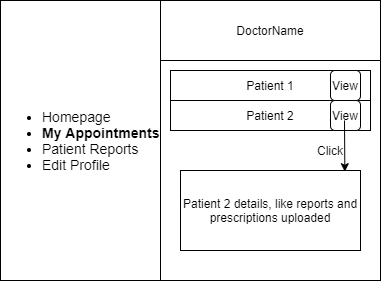 DoctorName
Patient 1
View
Patient 2
View
Homepage
My Appointments
Patient Reports
Edit Profile
Click
Patient 2 details, like reports and
prescriptions uploaded